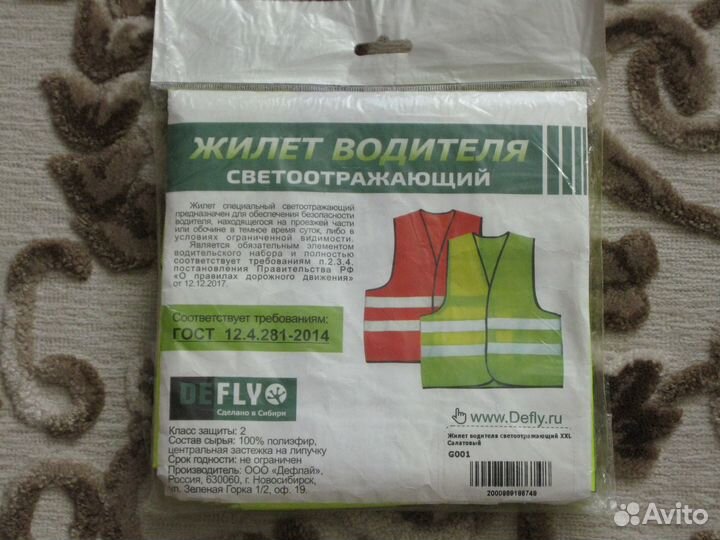 ЖИЛЕТ ВОДИТЕЛЯ
СВЕТООТРАЖАЮЩИЙ
Жилет специальный светоотражающий
предназначен для обеспечения безопасности
водителя, находящегося на проезжей части
или обочине в темное время суток, либо в
условиях ограниченной видимости.
Является обязательным элементом
водительского набора и полностью
соответствует требованиям п.2.3.4.
постановления Правительства РФ
«О правилах дорожного движения»
от 12.12.2017.
Соответствует требованиям:
ГОСТ 12.4.281-2014
DEFLY
Сделано в Сибири
Класс защиты: 2
Состав сырья: 100% полиэфир,
центральная застежка на липучку
Срок годности: не ограничен
Производитель: ООО «Дефлай»,
Россия, 630060, г. Новосибирск,
ул. Зеленая Горка 1/2, оф. 19.
www.Defly.ru
Жилет водителя светоотражающий XXL
Салатовый
G001
2000989186749
Avito